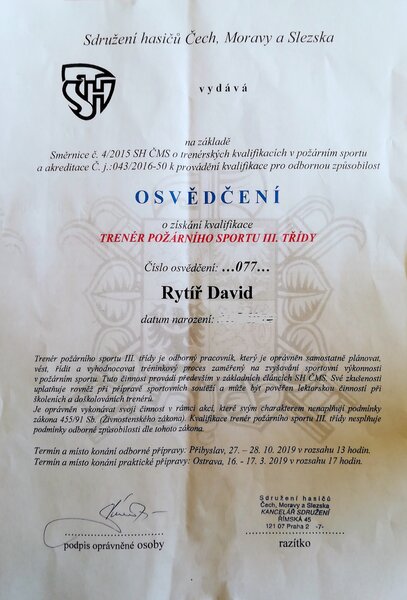 Sdružení hasičů Čech, Moravy a Slezska
SH
vydává
na základě
Směrnice č. 4/2015 SH ČMS o trenérských kvalifikacích v požárním sportu
a akreditace Č. j.:043/2016-50 k provádění kvalifikace pro odbornou způsobilost
OSVĚDČENÍ
o získání kvalifikace
TRENÉR POŽÁRNÍHO SPORTU III. TŘÍDY
Číslo osvědčení: ...077...
Rytíř David
datum narození:
Trenér požárního sportu III. třídy je odborný pracovník, který je oprávněn samostatně plánovat,
vést, řídit a vyhodnocovat tréninkový proces zaměřený na zvyšování sportovní výkonnosti
v požárním sportu. Tuto činnost provádí především v základních článcích SH ČMS, Své zkušenosti
uplatňuje rovněž při přípravě sportovních soutěží a může být pověřen lektorskou činností při
školeních a doškolováních trenérů.
Je oprávněn vykonávat svoji činnost v rámci akcí, které svým charakterem nenaplňují podmínky
zákona 455/91 Sb. (Živnostenského zákona). Kvalifikace trenér požárního sportu III. třídy nesplňuje
podmínky odborné způsobilosti dle tohoto zákona.
Termín a místo konání odborné přípravy: Přibyslav, 27. – 28. 10. 2019 v rozsahu 13 hodin.
Termín a místo konání praktické přípravy: Ostrava, 16. - 17. 3. 2019 v rozsahu 17 hodin.
Sdružení hasičů
Čech, Moravy a Slezska
KANCELÁŘ SDRUŽENÍ
ŘÍMSKÁ 45
121 07 Praha 2 -7-
podpis oprávněné osoby
razítko